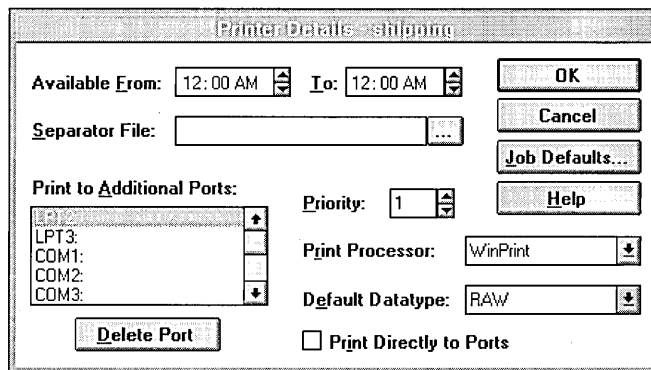 Printer Details - shipping
Available From: 12:00 AM To: 12:00 AM
OK
Cancel
Separator File: ...
Job Defaults...
Help
Print to Additional Ports:
LPT2:
LPT3:
COM1:
COM2:
COM3:
Delete Port
Priority: 1
Print Processor: WinPrint
Default Datatype: RAW
Print Directly to Ports